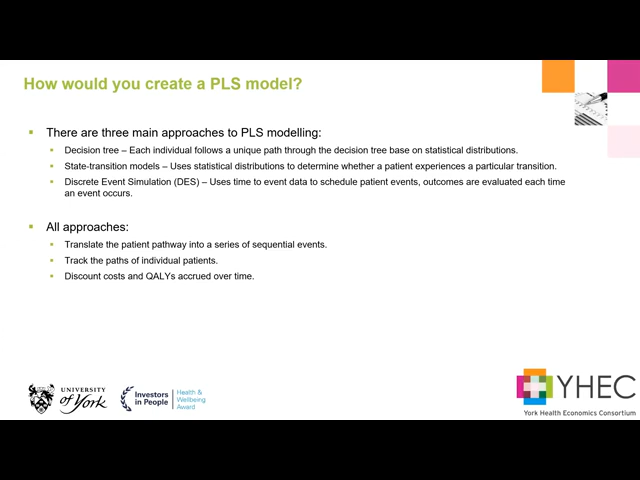 How would you create a PLS model?
There are three main approaches to PLS modelling:
Decision tree – Each individual follows a unique path through the decision tree base on statistical distributions.
State-transition models – Uses statistical distributions to determine whether a patient experiences a particular transition.
Discrete Event Simulation (DES) – Uses time to event data to schedule patient events, outcomes are evaluated each time
an event occurs.
All approaches:
Translate the patient pathway into a series of sequential events.
Track the paths of individual patients.
Discount costs and QALYs accrued over time.
UNIVERSITY
of York
Investors
in People
Health &
Wellbeing
Award
YHEC
York Health Economics Consortium